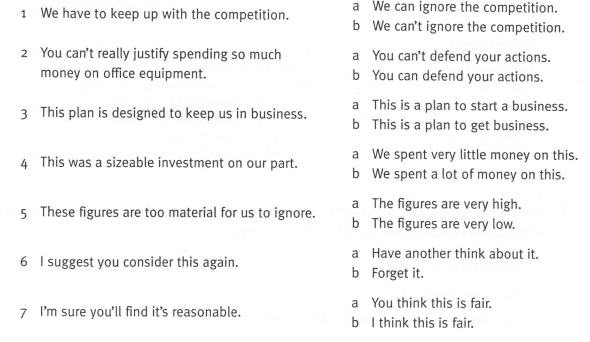 1 We have to keep up with the competition.
a We can ignore the competition.
b We can't ignore the competition.
2 You can't really justify spending so much
money on office equipment.
a You can't defend your actions.
b You can defend your actions.
3 This plan is designed to keep us in business.
a This is a plan to start a business.
b This is a plan to get business.
4 This was a sizeable investment on our part.
a We spent very little money on this.
b We spent a lot of money on this.
5 These figures are too material for us to ignore.
a The figures are very high.
b The figures are very low.
6 I suggest you consider this again.
a Have another think about it.
b Forget it.
7 I'm sure you'll find it's reasonable.
a You think this is fair.
b I think this is fair.